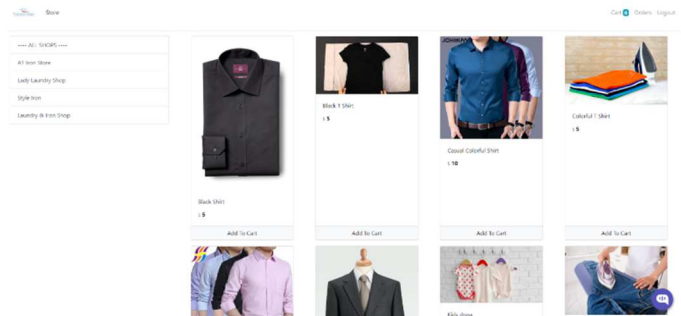 Store
Cart
Orders
Logout
---- ALL SHOPS ----
A1 Iron Store
Lady Laundry Shop
Style Iron
Laundry & Iron Shop
Black Shirt
$ 5
Add To Cart
Black T Shirt
$ 5
Add To Cart
Casual Colorful Shirt
$ 10
Add To Cart
Colorful T Shirt
$ 5
Add To Cart